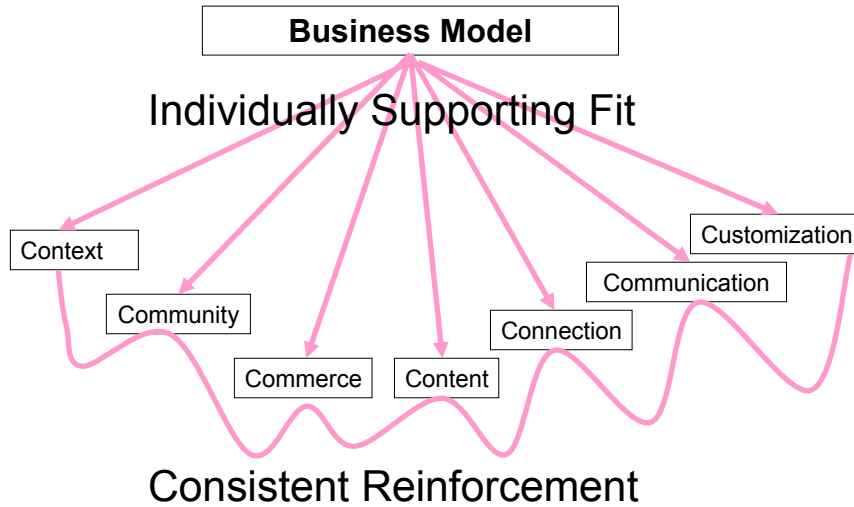 Business Model
Individually Supporting Fit
Context
Community
Commerce
Content
Connection
Communication
Customization
Consistent Reinforcement